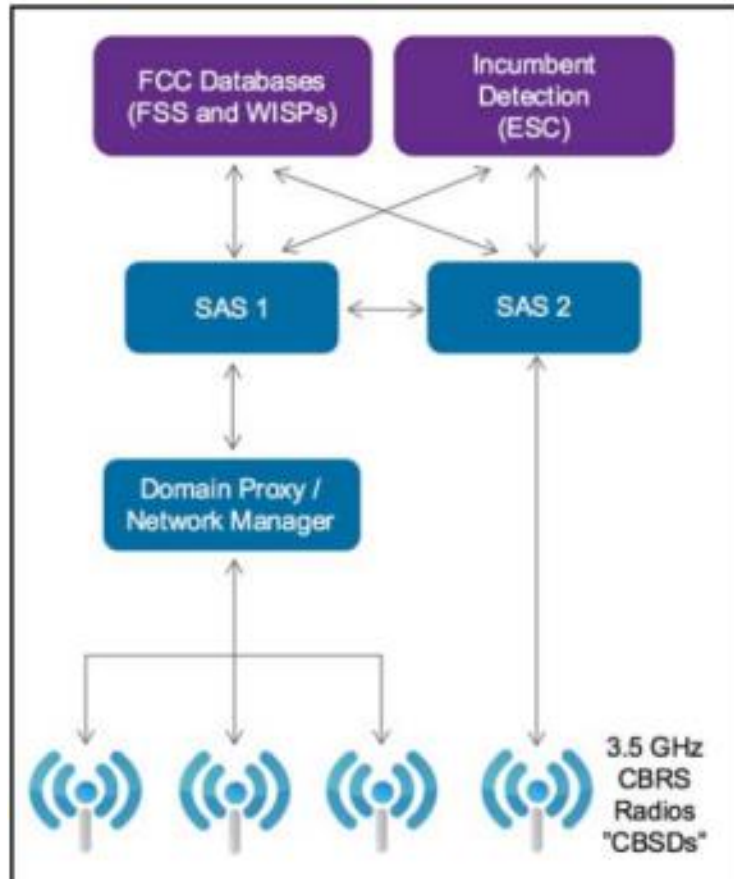 FCC Databases
(FSS and WISPs)
Incumbent
Detection
(ESC)
SAS 1
SAS 2
Domain Proxy /
Network Manager
3.5 GHz
CBRS
Radios
"CBSDs"